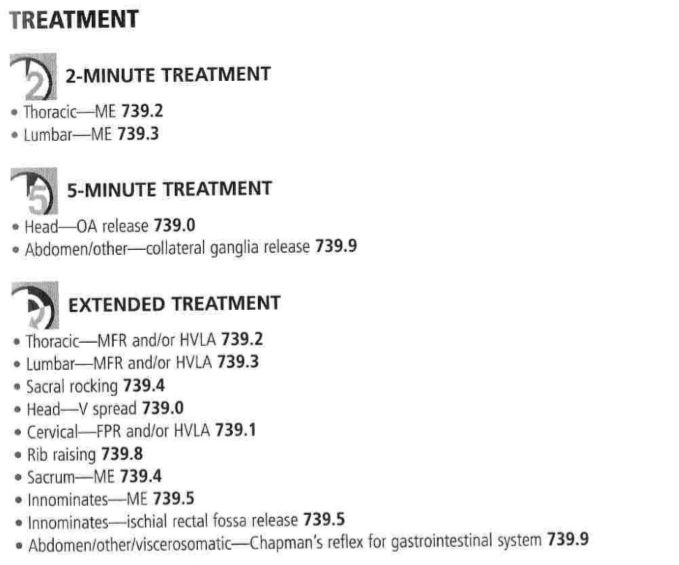 TREATMENT
2
2-MINUTE TREATMENT
• Thoracic—ME 739.2
• Lumbar—ME 739.3
5
5-MINUTE TREATMENT
• Head—OA release 739.0
• Abdomen/other—collateral ganglia release 739.9
EXTENDED TREATMENT
• Thoracic—MFR and/or HVLA 739.2
• Lumbar—MFR and/or HVLA 739.3
• Sacral rocking 739.4
• Head—V spread 739.0
• Cervical—FPR and/or HVLA 739.1
• Rib raising 739.8
• Sacrum—ME 739.4
• Innominates—ME 739.5
• Innominates—ischial rectal fossa release 739.5
• Abdomen/other/viscerosomatic—Chapman's reflex for gastrointestinal system 739.9